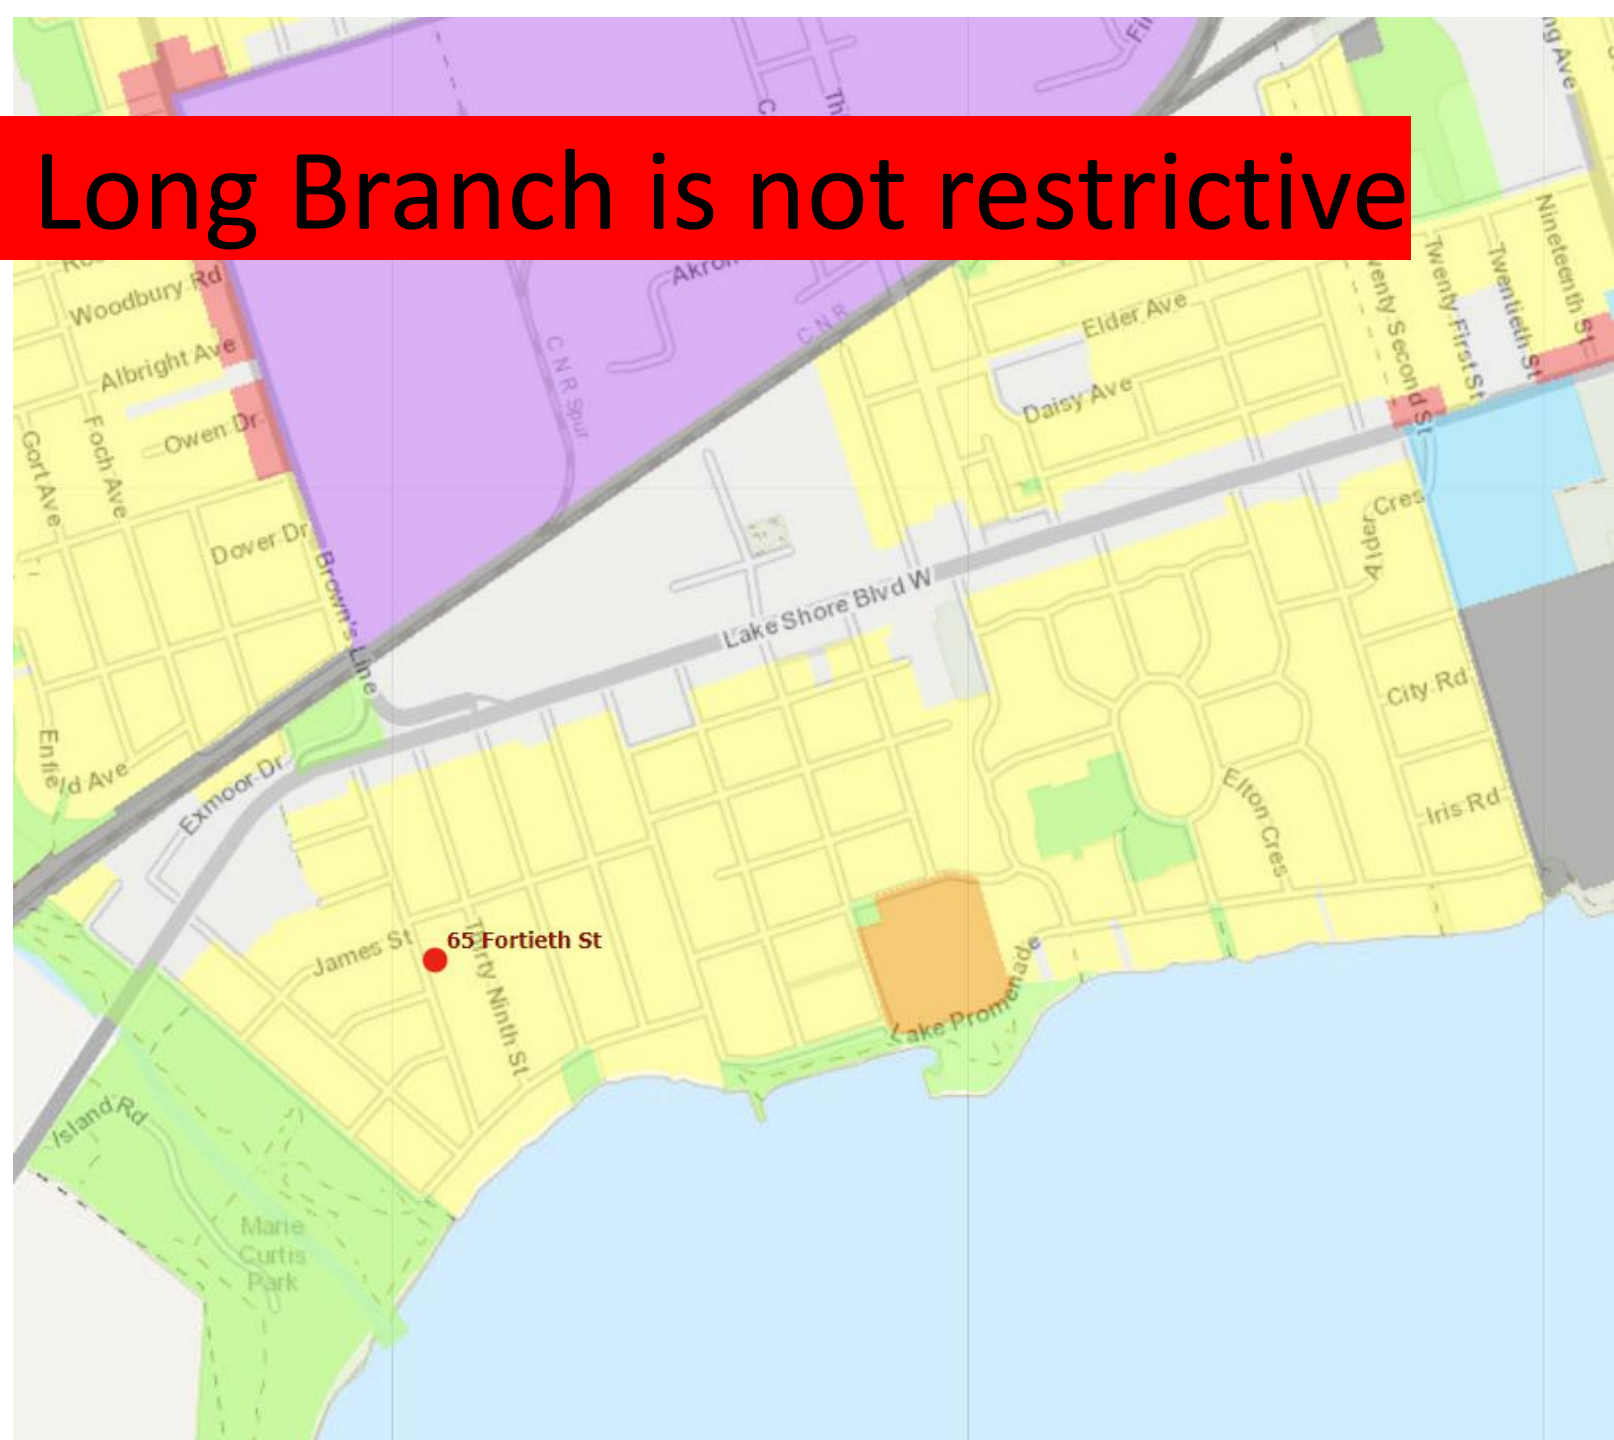 Long Branch is not restrictive
Woodbury Rd
Albright Ave
Owen Dr
Gort Ave
Foch Ave
Dover Dr
Brown's Line
Enfield Ave
Exmoor Dr
C N R Spur
C N R
Lake Shore Blvd W
Elder Ave
Daisy Ave
Twenty First St
Twentieth St
Nineteenth St
Alder Cres
City Rd
Iris Rd
Elton Cres
James St
65 Fortieth St
Thirty Ninth St
Lake Promenade
Island Rd
Marie
Curtis
Park